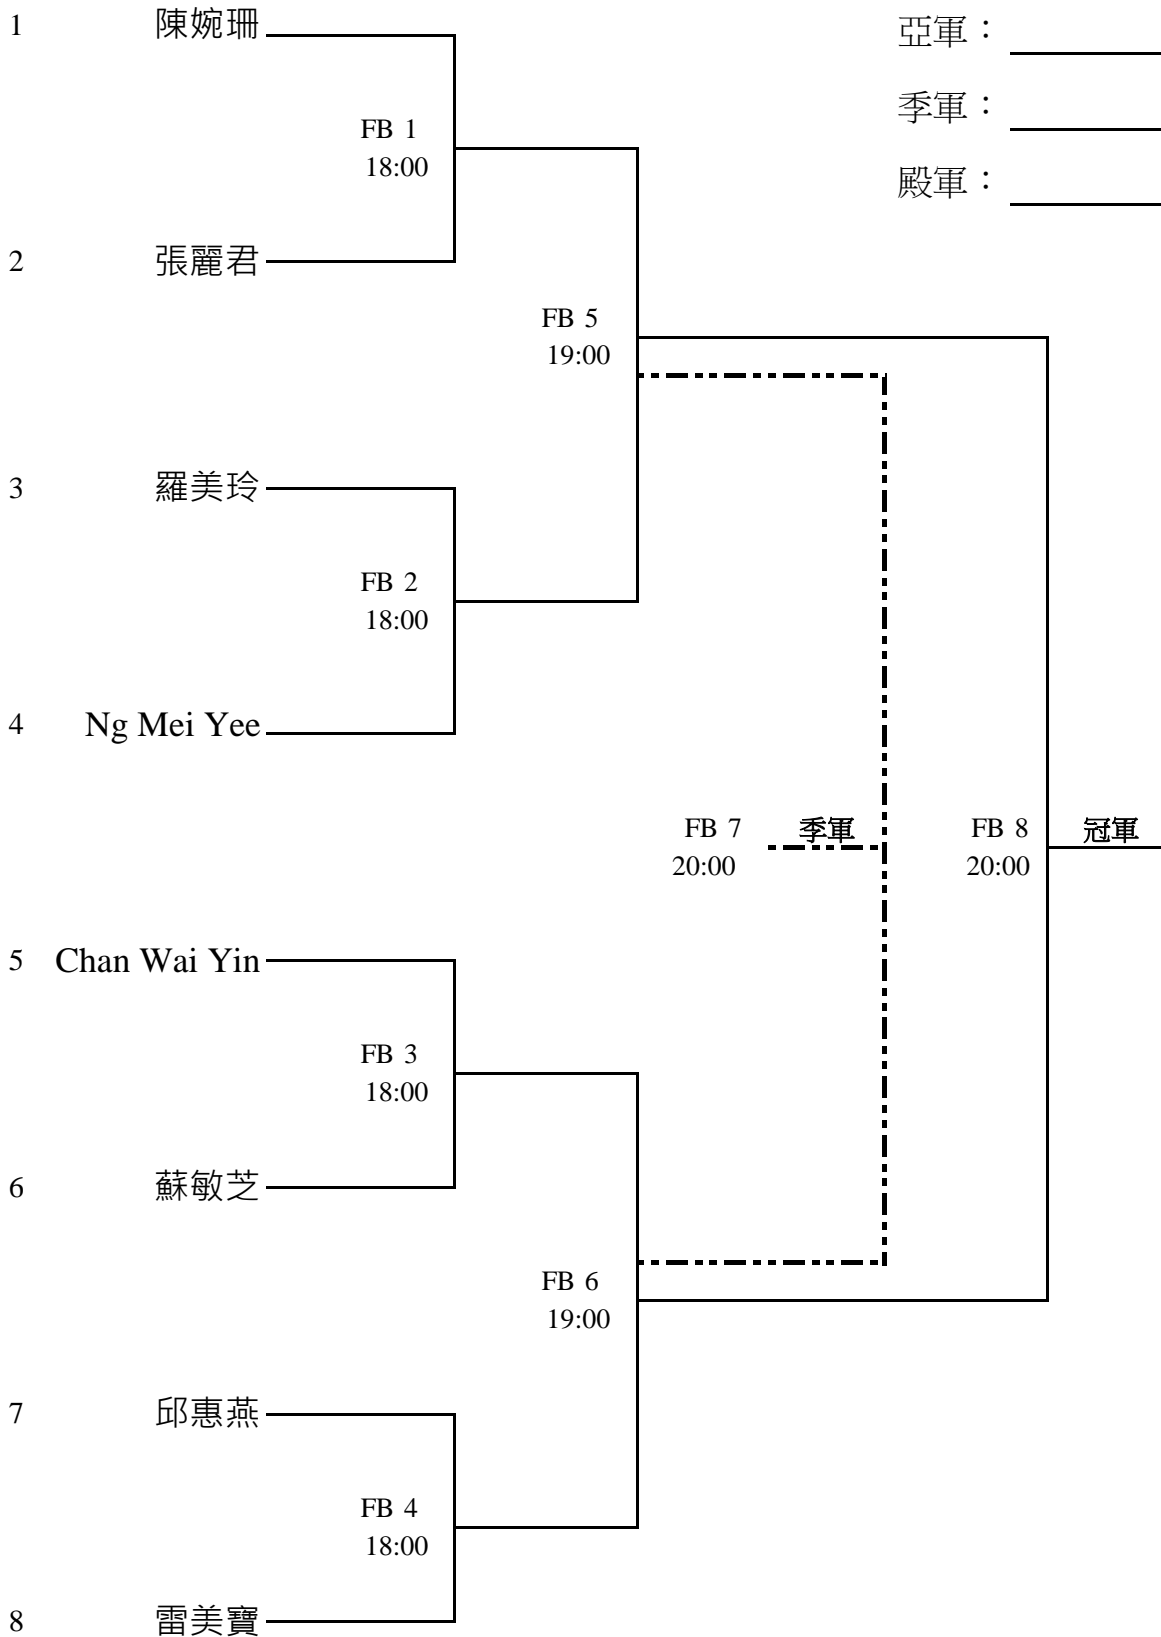 1 陳婉珊
亞軍：
季軍：
FB 1
18:00
殿軍：
2 張麗君
FB 5
19:00
3 羅美玲
FB 2
18:00
4 Ng Mei Yee
FB 7 季軍
20:00
FB 8 冠軍
20:00
5 Chan Wai Yin
FB 3
18:00
6 蘇敏芝
FB 6
19:00
7 邱惠燕
FB 4
18:00
8 雷美寶